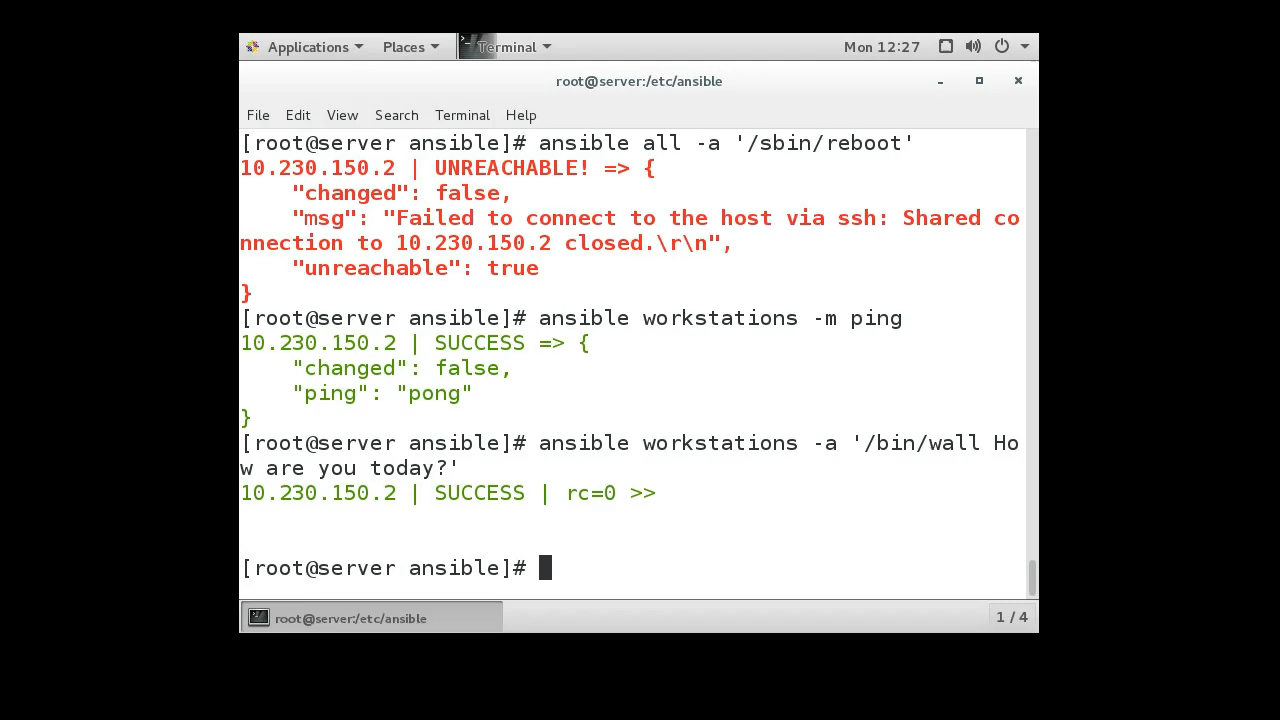 Applications Places Terminal Mon 12:27
root@server:/etc/ansible
File Edit View Search Terminal Help
[root@server ansible]# ansible all -a '/sbin/reboot'
10.230.150.2 | UNREACHABLE! => {
    "changed": false,
    "msg": "Failed to connect to the host via ssh: Shared co
nnection to 10.230.150.2 closed.\r\n",
    "unreachable": true
}
[root@server ansible]# ansible workstations -m ping
10.230.150.2 | SUCCESS => {
    "changed": false,
    "ping": "pong"
}
[root@server ansible]# ansible workstations -a '/bin/wall Ho
w are you today?'
10.230.150.2 | SUCCESS | rc=0 >>
[root@server ansible]#
root@server:/etc/ansible 1 / 4